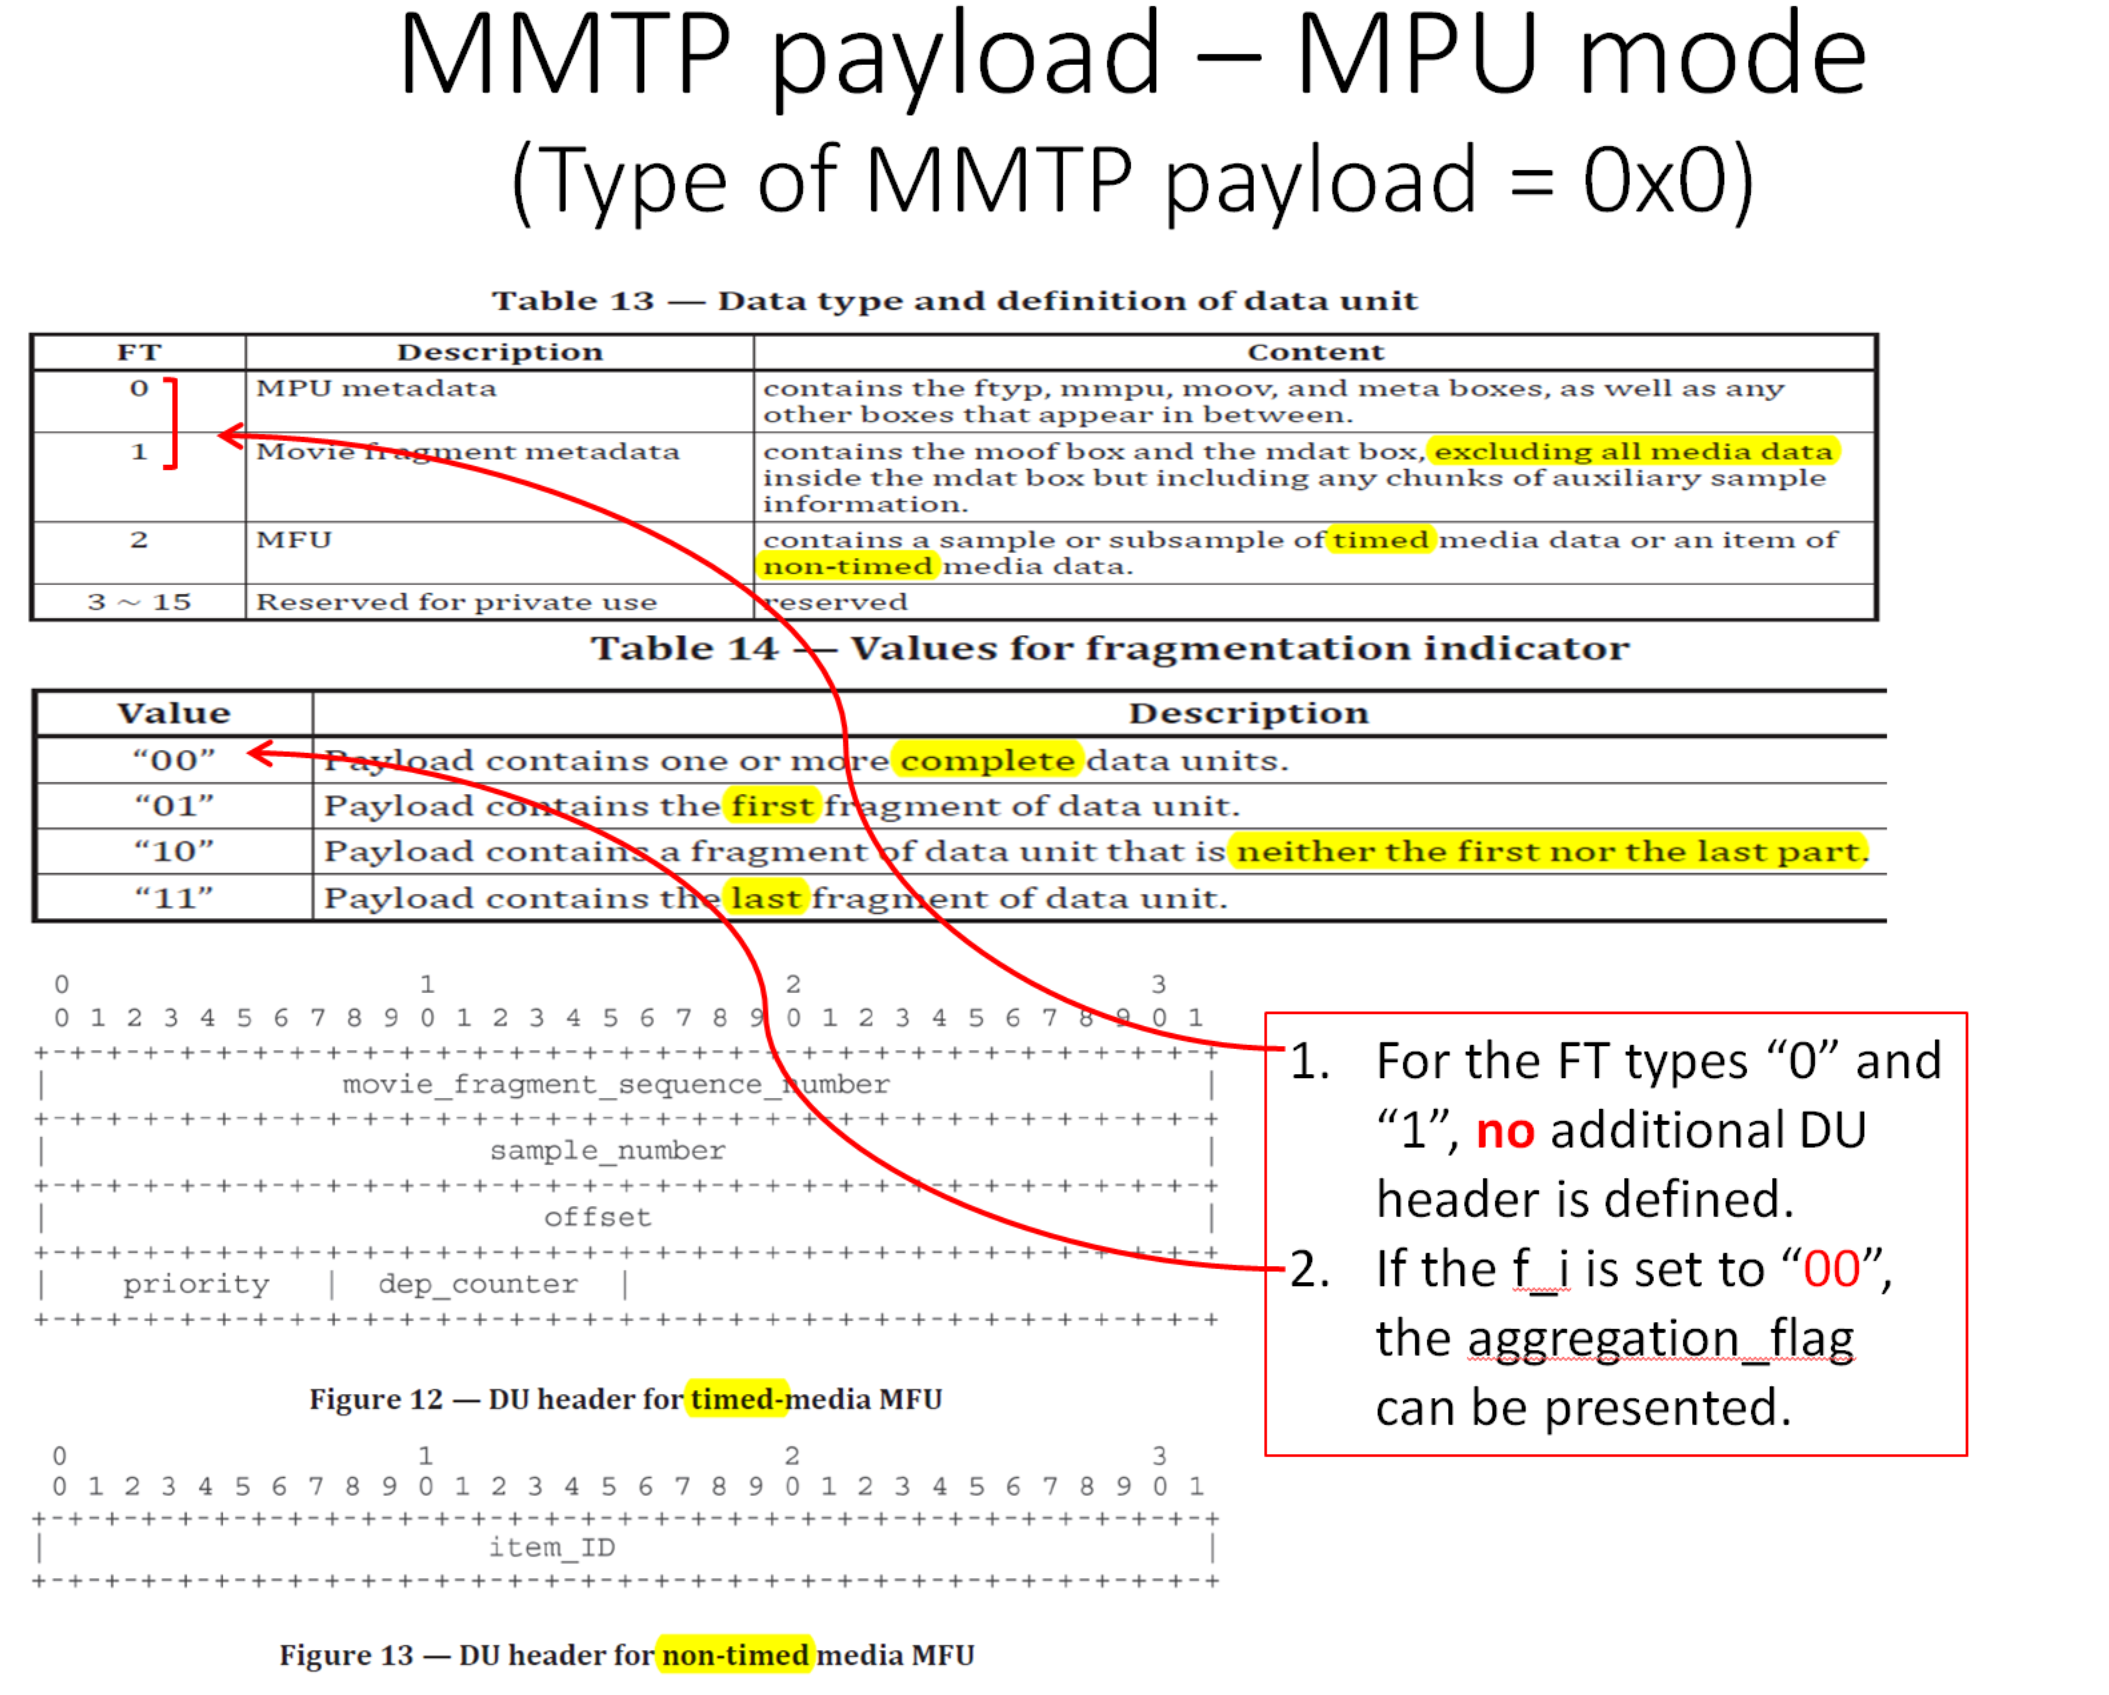 MMTP payload – MPU mode
(Type of MMTP payload = 0x0)
Table 13 — Data type and definition of data unit
FT Description Content
0 MPU metadata contains the ftyp, mmpu, moov, and meta boxes, as well as any
other boxes that appear in between.
1 Movie fragment metadata contains the moof box and the mdat box, excluding all media data
inside the mdat box but including any chunks of auxiliary sample
information.
2 MFU contains a sample or subsample of timed media data or an item of
non-timed media data.
3 ~ 15 Reserved for private use reserved
Table 14 — Values for fragmentation indicator
Value Description
“00” Payload contains one or more complete data units.
“01” Payload contains the first fragment of data unit.
“10” Payload contains a fragment of data unit that is neither the first nor the last part.
“11” Payload contains the last fragment of data unit.
0 1 2 3
0 1 2 3 4 5 6 7 8 9 0 1 2 3 4 5 6 7 8 9 0 1 2 3 4 5 6 7 8 9 0 1
+-+-+-+-+-+-+-+-+-+-+-+-+-+-+-+-+-+-+-+-+-+-+-+-+-+-+-+-+-+-+-+-+
| movie_fragment_sequence_number |
+-+-+-+-+-+-+-+-+-+-+-+-+-+-+-+-+-+-+-+-+-+-+-+-+-+-+-+-+-+-+-+-+
| sample_number |
+-+-+-+-+-+-+-+-+-+-+-+-+-+-+-+-+-+-+-+-+-+-+-+-+-+-+-+-+-+-+-+-+
| offset |
+-+-+-+-+-+-+-+-+-+-+-+-+-+-+-+-+-+-+-+-+-+-+-+-+-+-+-+-+-+-+-+-+
| priority | dep_counter |
+-+-+-+-+-+-+-+-+-+-+-+-+-+-+-+-+-+-+-+-+-+-+-+-+-+-+-+-+-+-+-+-+
Figure 12 — DU header for timed-media MFU
0 1 2 3
0 1 2 3 4 5 6 7 8 9 0 1 2 3 4 5 6 7 8 9 0 1 2 3 4 5 6 7 8 9 0 1
+-+-+-+-+-+-+-+-+-+-+-+-+-+-+-+-+-+-+-+-+-+-+-+-+-+-+-+-+-+-+-+-+
| item_ID |
+-+-+-+-+-+-+-+-+-+-+-+-+-+-+-+-+-+-+-+-+-+-+-+-+-+-+-+-+-+-+-+-+
Figure 13 — DU header for non-timed media MFU
1. For the FT types “0” and
“1”, no additional DU
header is defined.
2. If the f_i is set to “00”,
the aggregation_flag
can be presented.